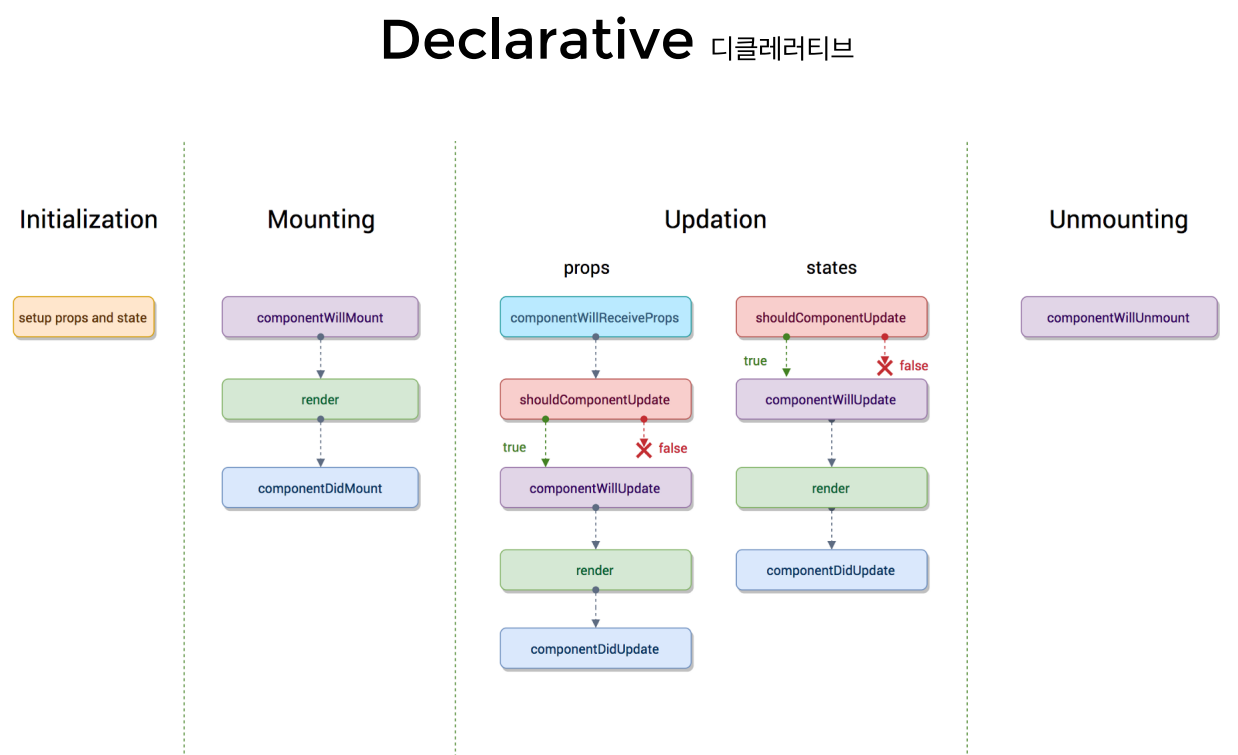 Declarative 디클레러티브
Initialization
setup props and state
Mounting
componentWillMount
render
componentDidMount
Updation
props
componentWillReceiveProps
shouldComponentUpdate
true
false
componentWillUpdate
render
componentDidUpdate
states
shouldComponentUpdate
true
false
componentWillUpdate
render
componentDidUpdate
Unmounting
componentWillUnmount